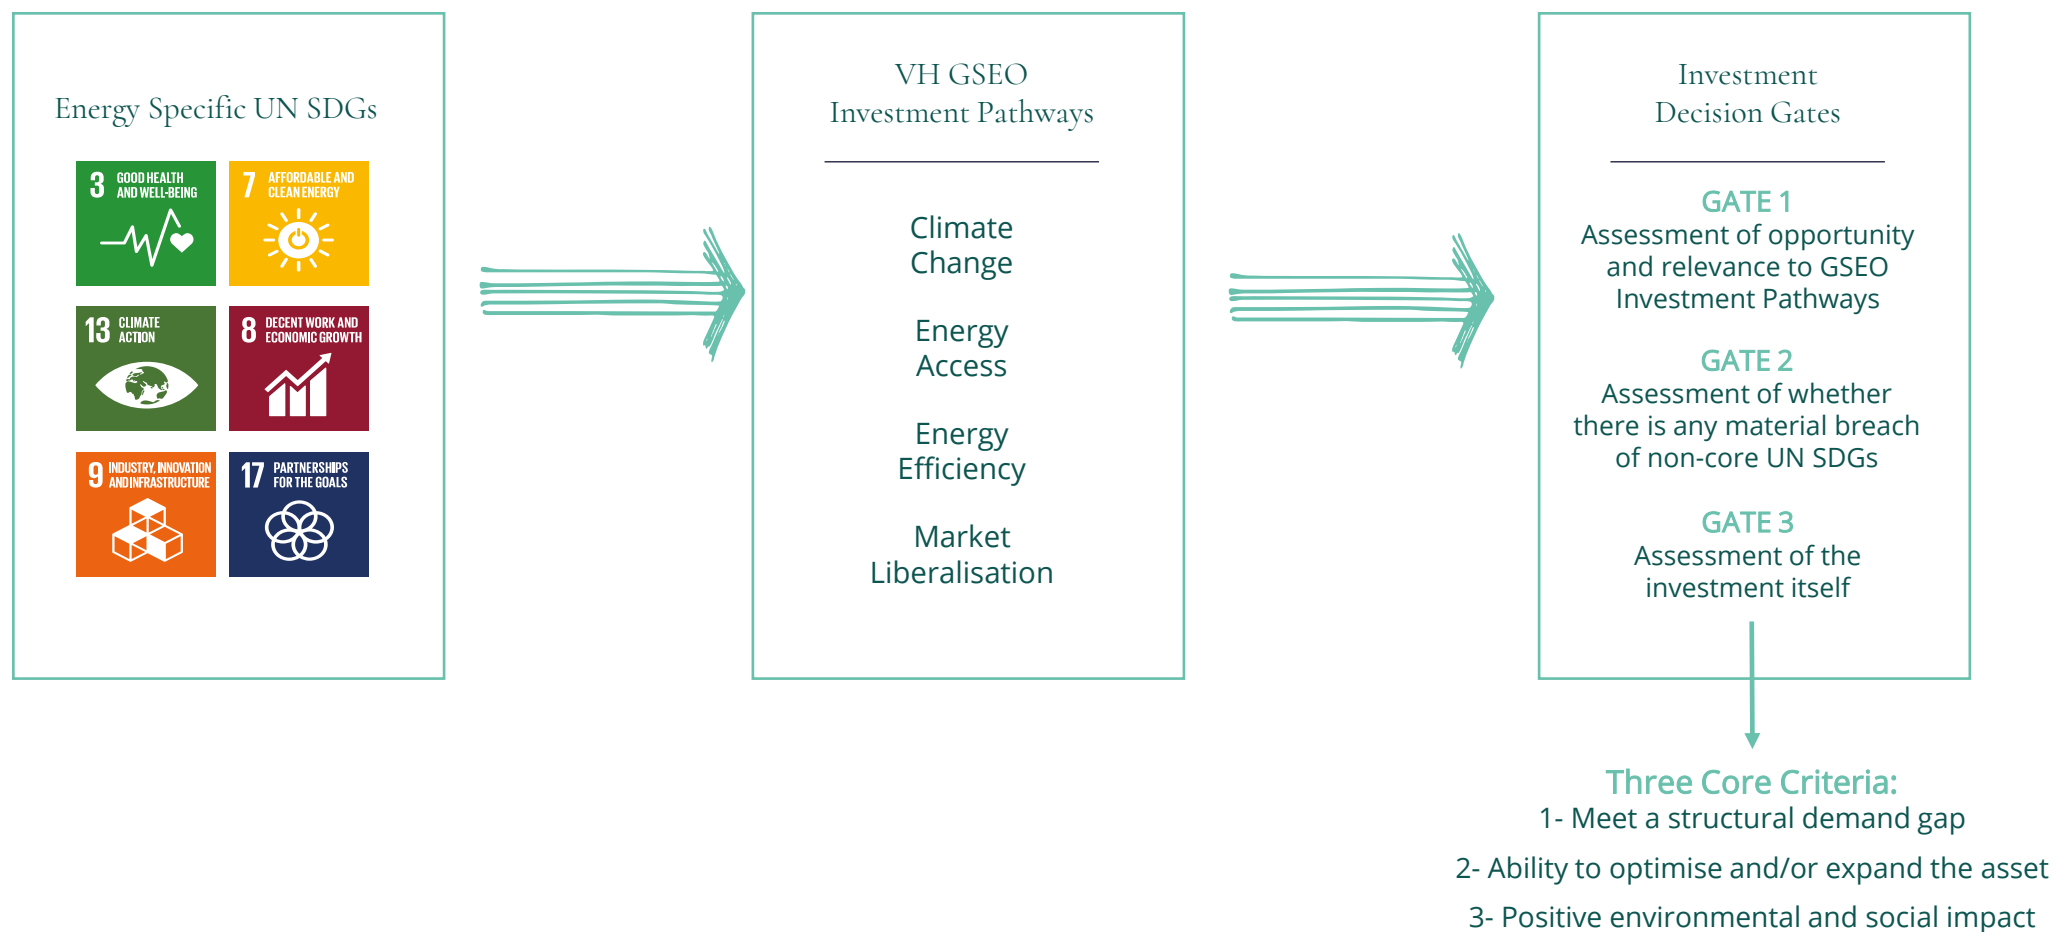 Energy Specific UN SDGs
3 GOOD HEALTH
AND WELL-BEING
7 AFFORDABLE AND
CLEAN ENERGY
13 CLIMATE
ACTION
8 DECENT WORK AND
ECONOMIC GROWTH
9 INDUSTRY, INNOVATION
AND INFRASTRUCTURE
17 PARTNERSHIPS
FOR THE GOALS
VH GSEO
Investment Pathways
Climate
Change
Energy
Access
Energy
Efficiency
Market
Liberalisation
Investment
Decision Gates
GATE 1
Assessment of opportunity
and relevance to GSEO
Investment Pathways
GATE 2
Assessment of whether
there is any material breach
of non-core UN SDGs
GATE 3
Assessment of the
investment itself
Three Core Criteria:
1- Meet a structural demand gap
2- Ability to optimise and/or expand the asset
3- Positive environmental and social impact